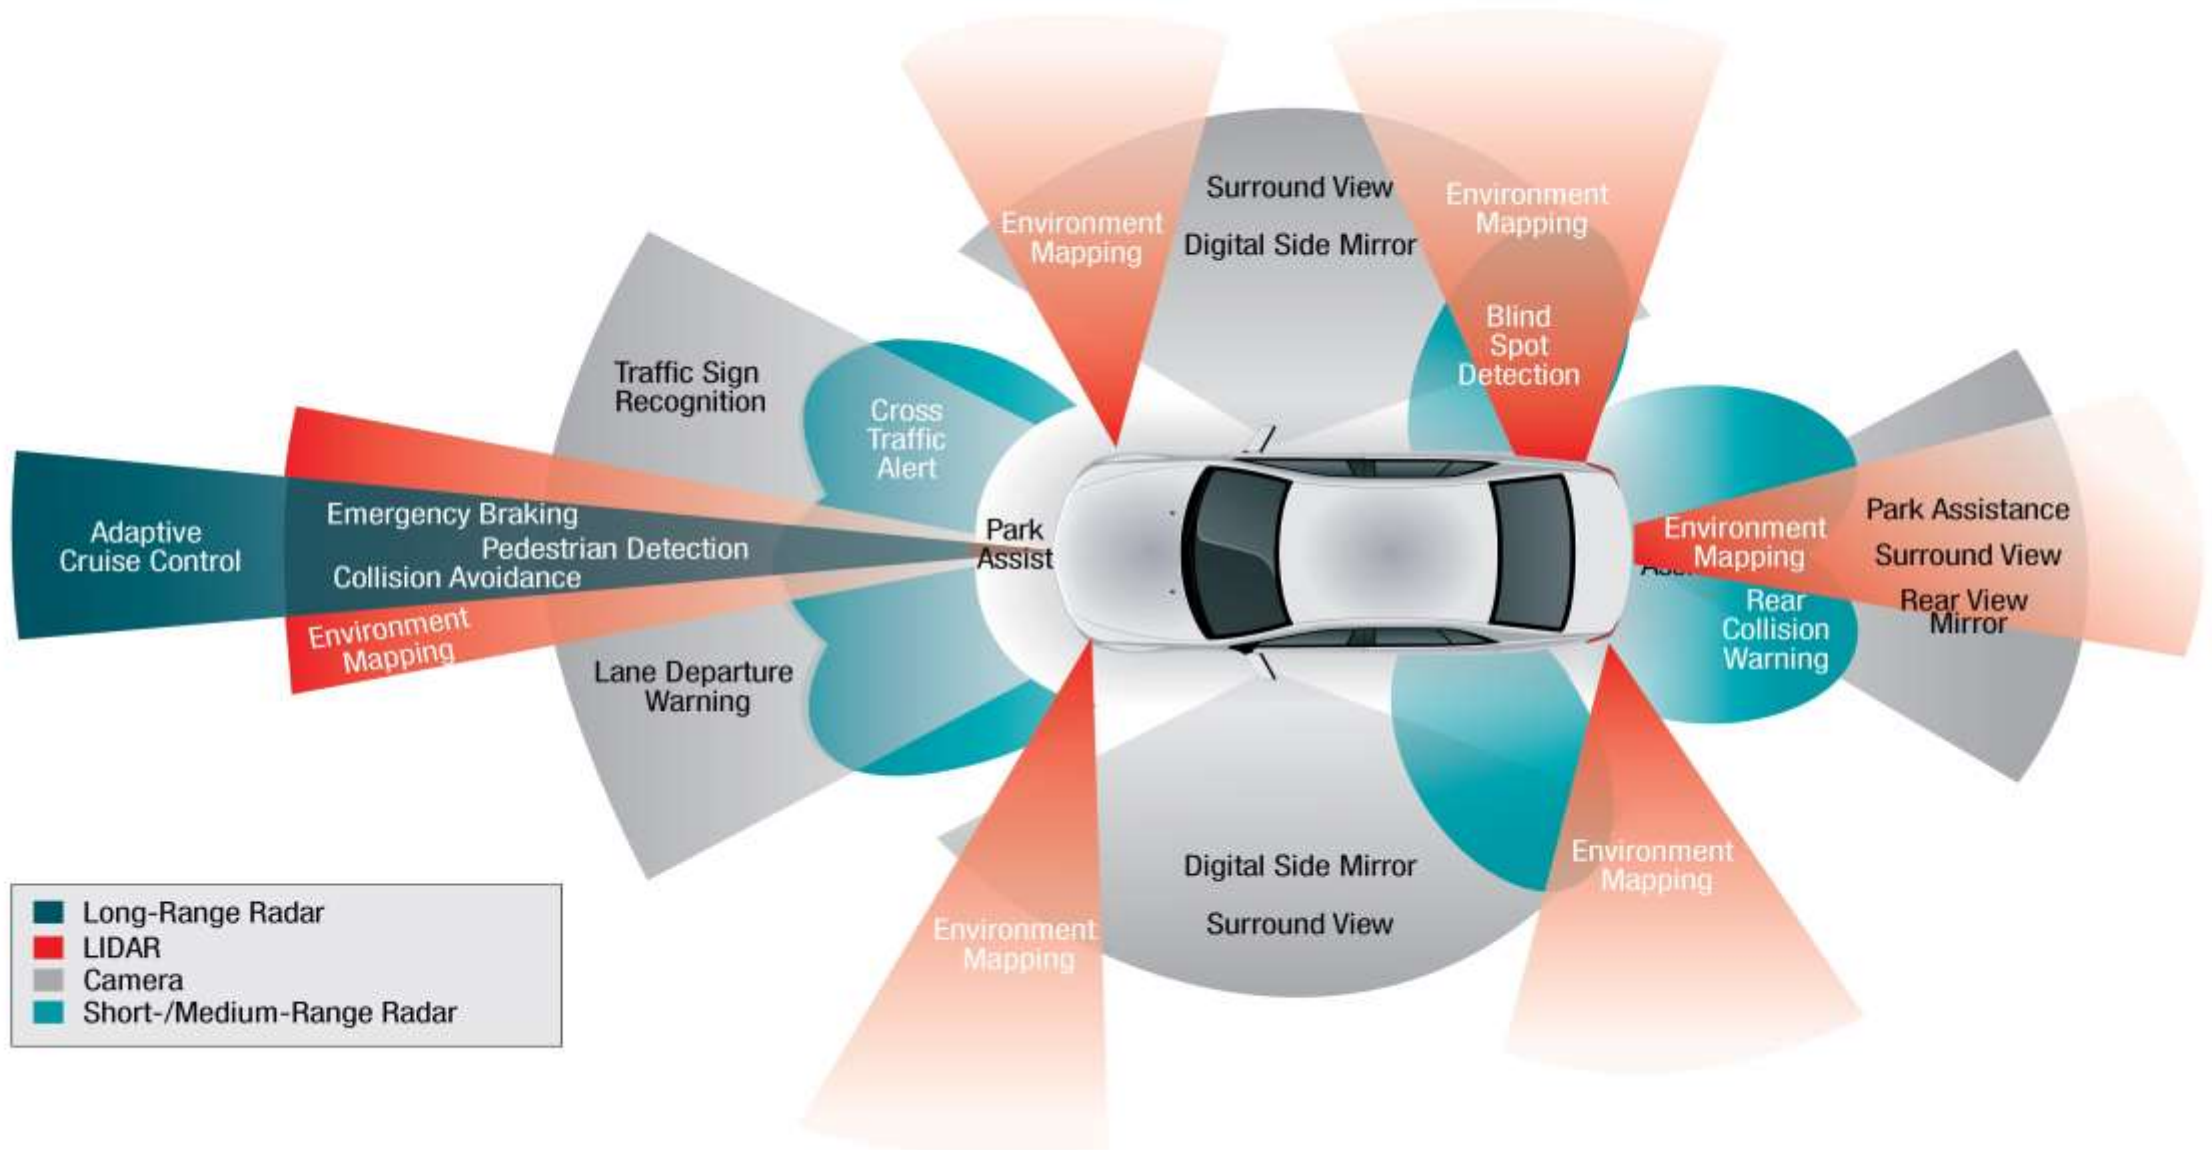 Environment
Mapping
Surround View
Digital Side Mirror
Environment
Mapping
Blind
Spot
Detection
Traffic Sign
Recognition
Cross
Traffic
Alert
Adaptive
Cruise Control
Emergency Braking
Pedestrian Detection
Collision Avoidance
Environment
Mapping
Park
Assist
Lane Departure
Warning
Environment
Mapping
Park Assistance
Surround View
Rear View
Mirror
Rear
Collision
Warning
Digital Side Mirror
Surround View
Environment
Mapping
Environment
Mapping
Long-Range Radar
LIDAR
Camera
Short-/Medium-Range Radar